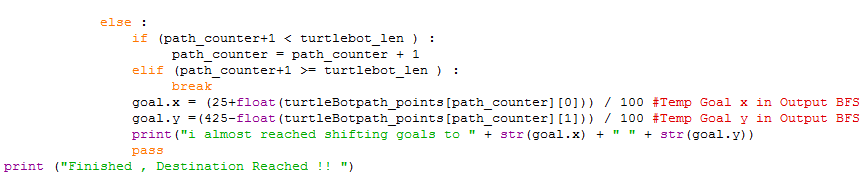 else :
if (path_counter+1 < turtlebot_len ) :
path_counter = path_counter + 1
elif (path_counter+1 >= turtlebot_len ) :
break
goal.x = (25+float(turtleBotpath_points[path_counter][0])) / 100 #Temp Goal x in Output BFS
goal.y =(425-float(turtleBotpath_points[path_counter][1])) / 100 #Temp Goal y in Output BFS
print("i almost reached shifting goals to " + str(goal.x) + " " + str(goal.y))
pass
print ("Finished , Destination Reached !! ")